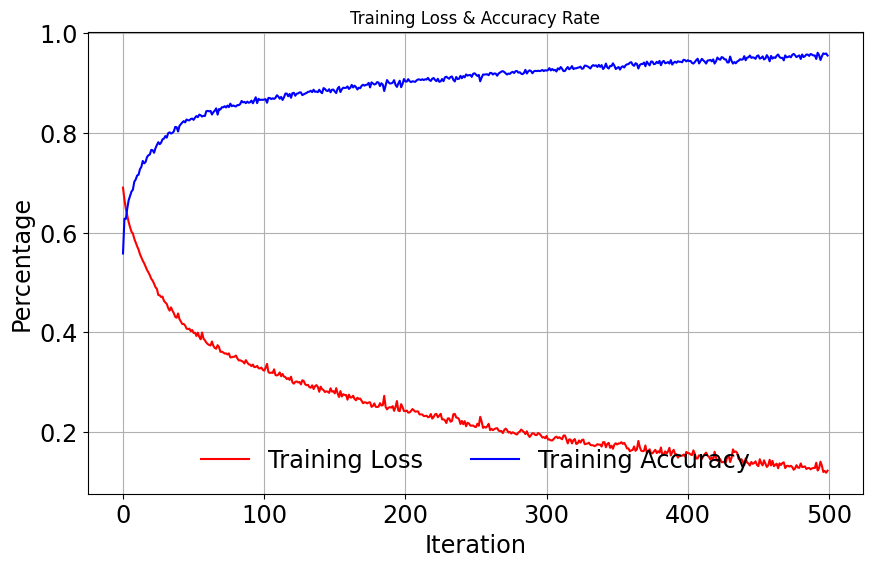 Training Loss & Accuracy Rate
1.0
0.8
0.6
0.4
0.2
Percentage
Training Loss Training Accuracy
0 100 200 300 400 500
Iteration